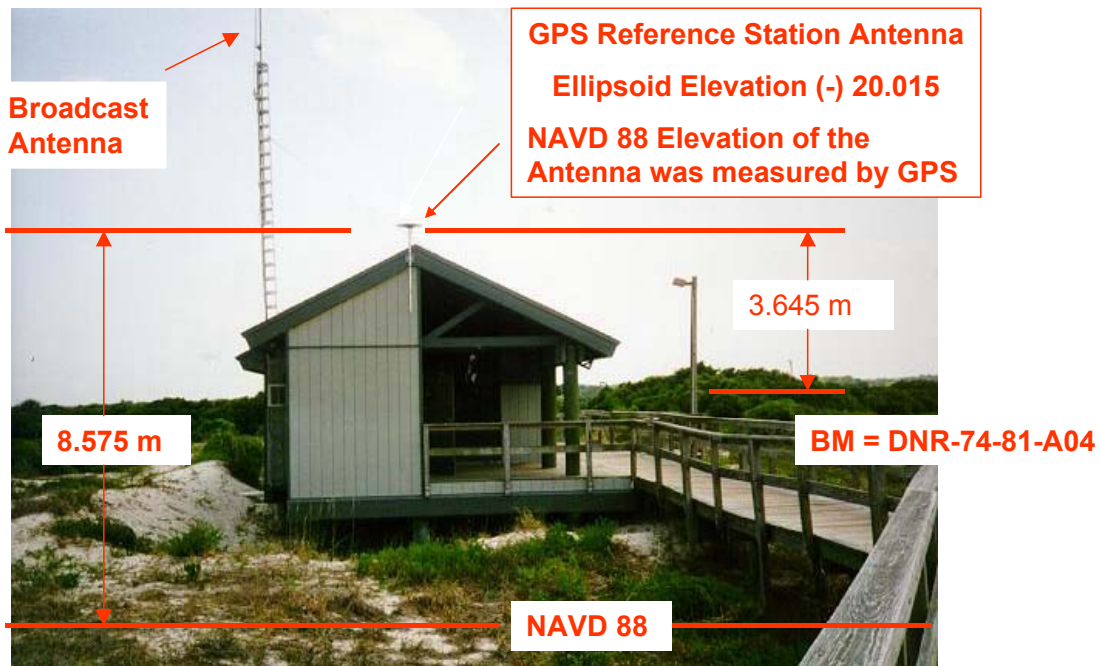 GPS Reference Station Antenna
Ellipsoid Elevation (-) 20.015
NAVD 88 Elevation of the
Antenna was measured by GPS
Broadcast
Antenna
3.645 m
8.575 m
BM = DNR-74-81-A04
NAVD 88